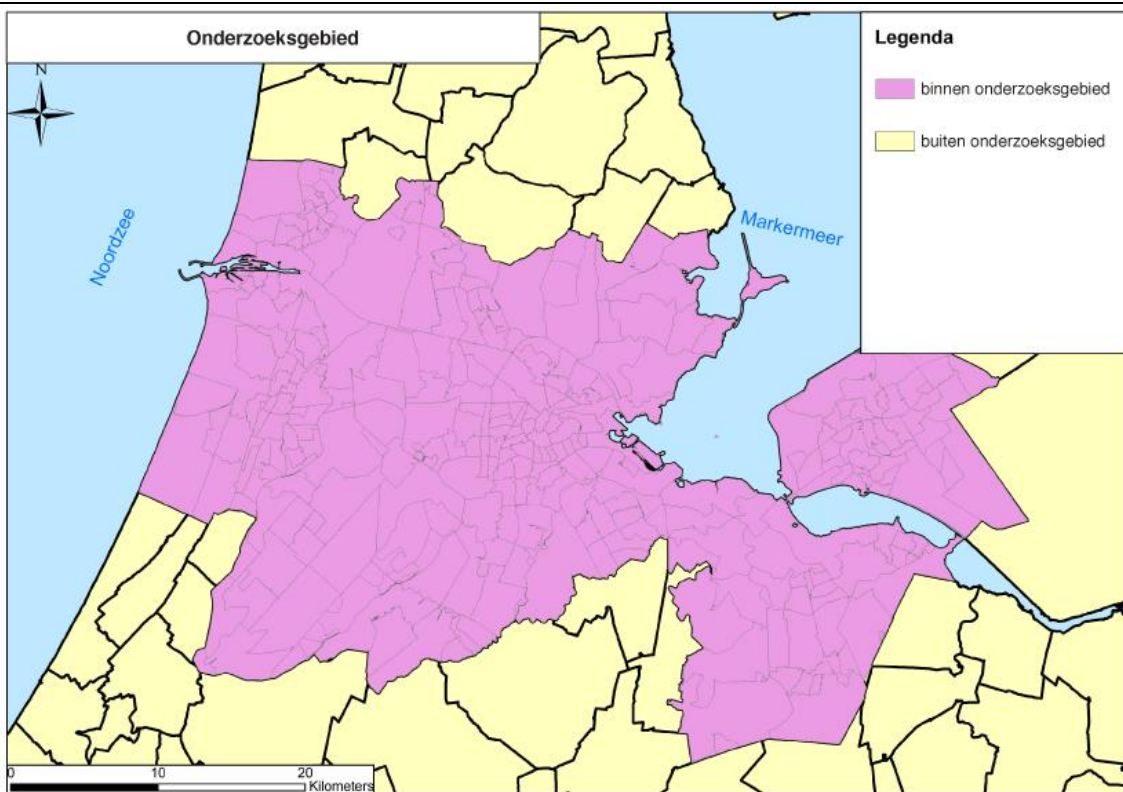 Onderzoeksgebied
N
Legenda
binnen onderzoeksgebied
buiten onderzoeksgebied
Noordzee
Markermeer
0 10 20
Kilometers